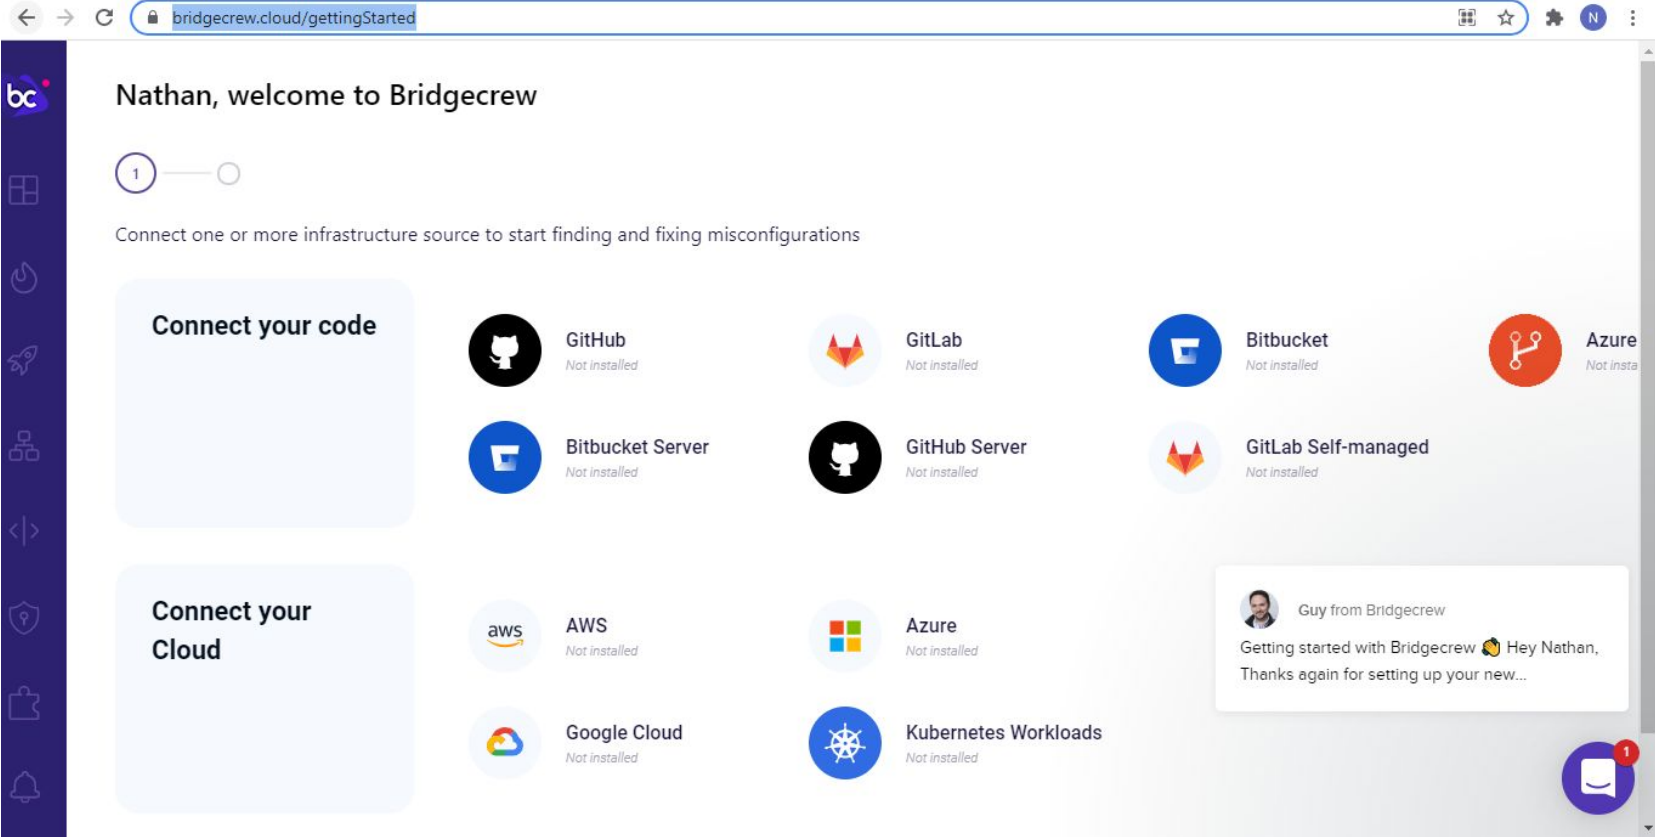 bridgecrew.cloud/gettingStarted
N
bc
Nathan, welcome to Bridgecrew
1
Connect one or more infrastructure source to start finding and fixing misconfigurations
Connect your code
GitHub
Not installed
GitLab
Not installed
Bitbucket
Not installed
Azure
Not insta
Bitbucket Server
Not installed
GitHub Server
Not installed
GitLab Self-managed
Not installed
Connect your
Cloud
aws
AWS
Not installed
Azure
Not installed
Google Cloud
Not installed
Kubernetes Workloads
Not installed
Guy from Bridgecrew
Getting started with Bridgecrew 👏 Hey Nathan,
Thanks again for setting up your new...
1